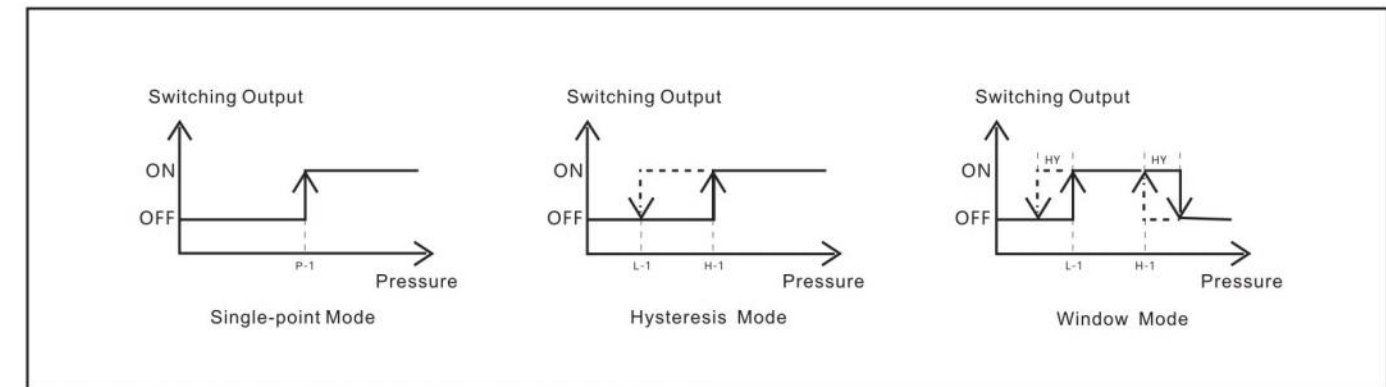 Switching Output
ON
OFF
P-1
Pressure
Single-point Mode
Switching Output
ON
OFF
L-1 H-1
Pressure
Hysteresis Mode
Switching Output
HY HY
ON
OFF
L-1 H-1
Pressure
Window Mode